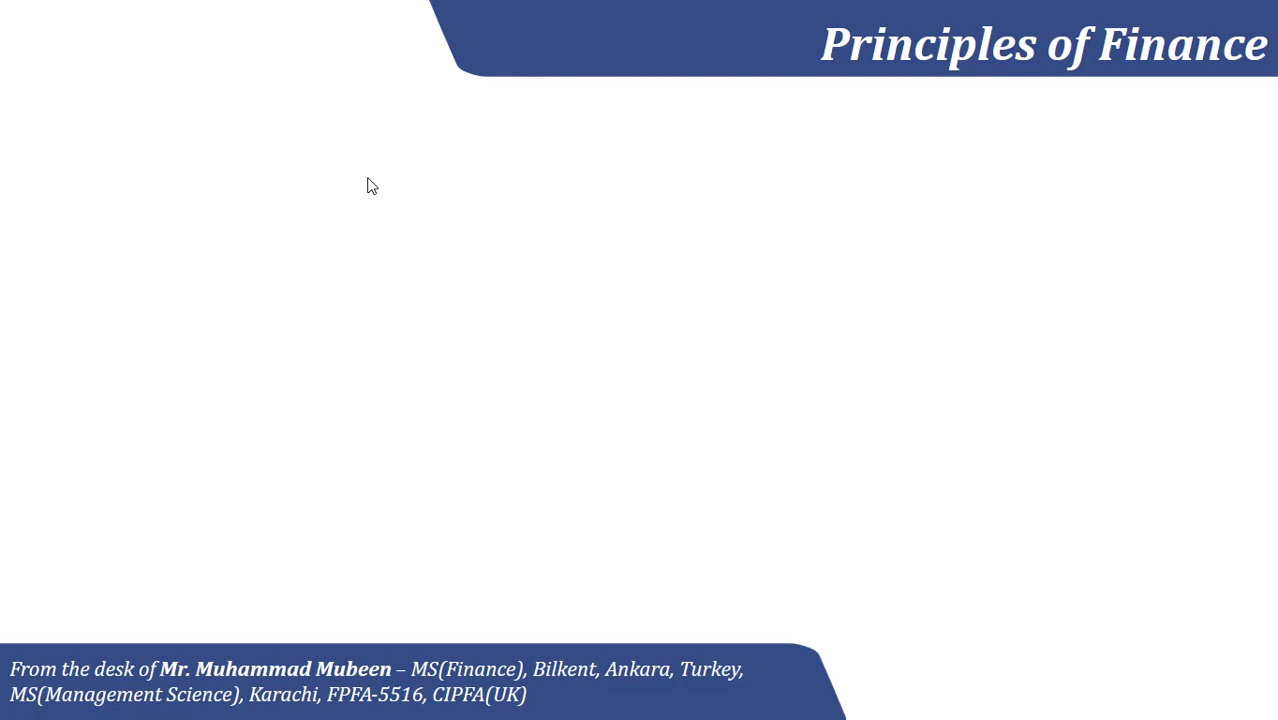 Principles of Finance
From the desk of Mr. Muhammad Mubeen – MS(Finance), Bilkent, Ankara, Turkey,
MS(Management Science), Karachi, FPFA-5516, CIPFA(UK)